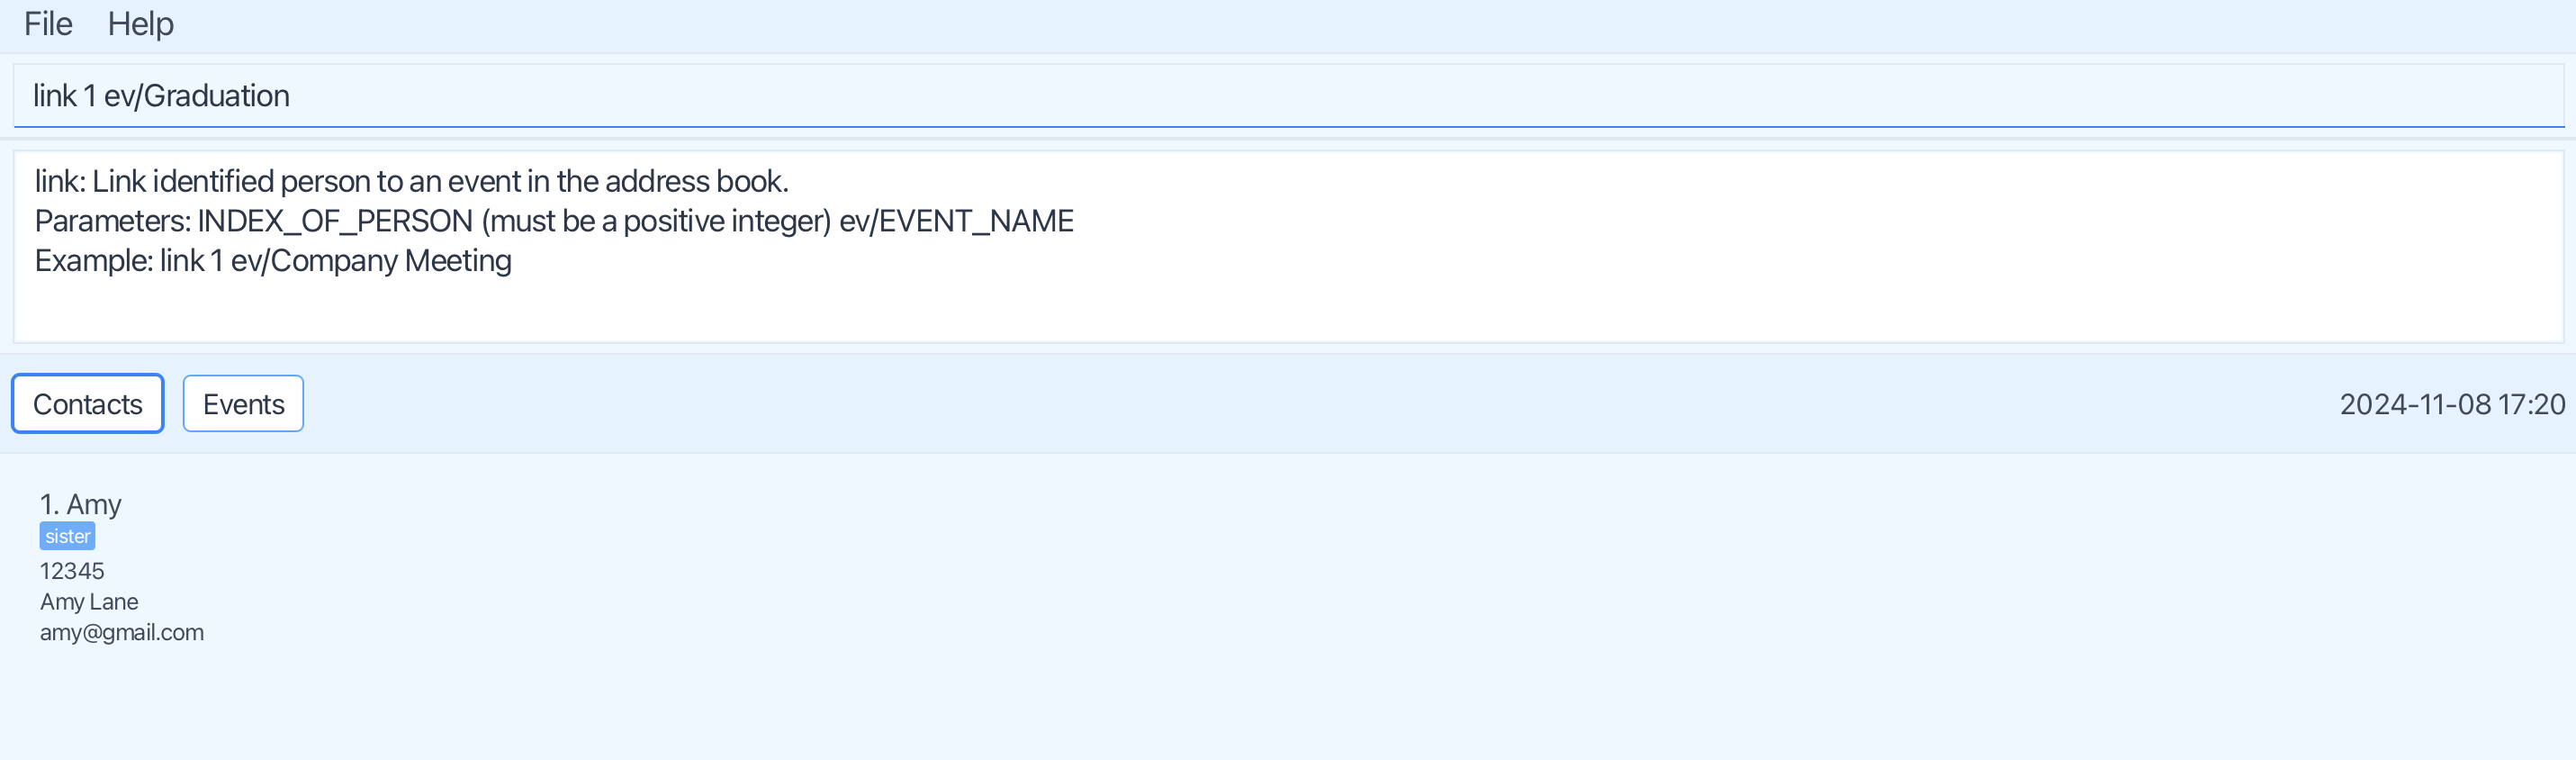 File Help
link 1 ev/Graduation
link: Link identified person to an event in the address book.
Parameters: INDEX_OF_PERSON (must be a positive integer) ev/EVENT_NAME
Example: link 1 ev/Company Meeting
Contacts Events 2024-11-08 17:20
1. Amy
sister
12345
Amy Lane
amy@gmail.com